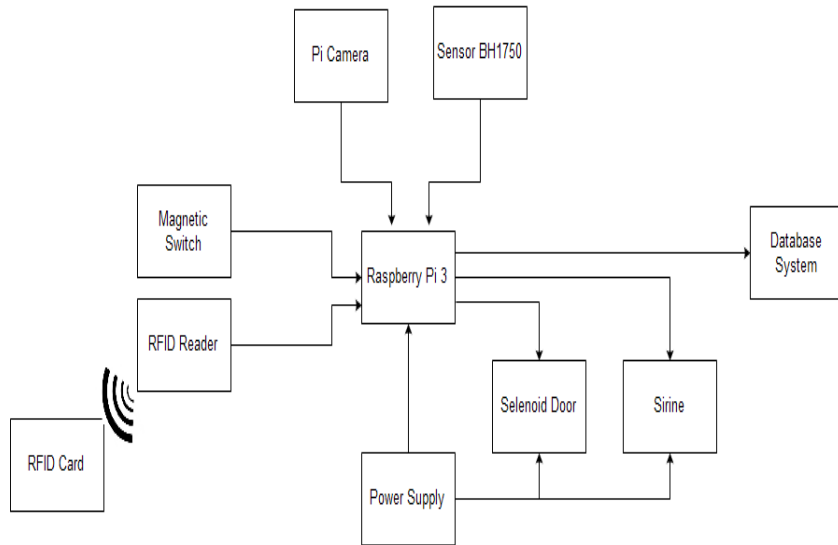 Pi Camera
Sensor BH1750
Magnetic
Switch
Database
System
Raspberry Pi 3
RFID Reader
Selenoid Door
Sirine
RFID Card
Power Supply